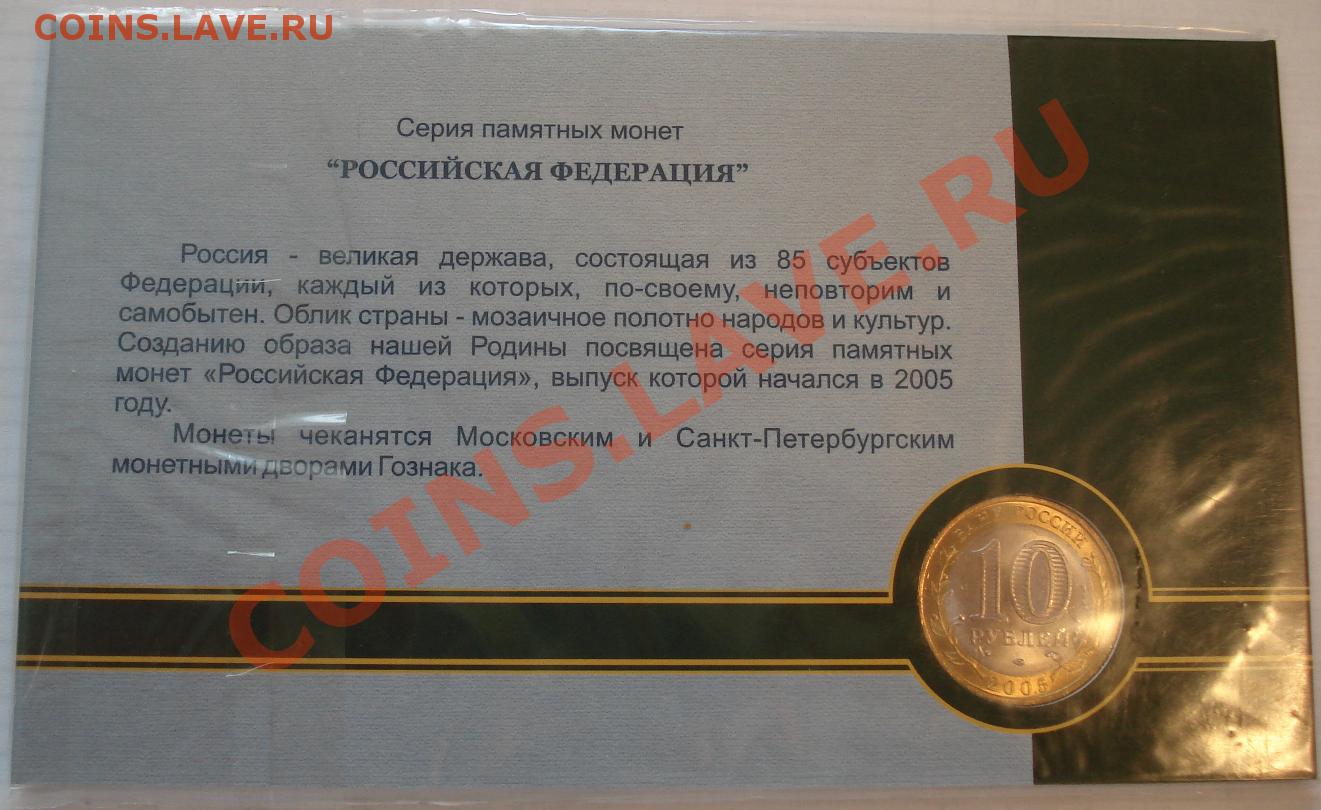 COINS.LAVE.RU
Серия памятных монет
“РОССИЙСКАЯ ФЕДЕРАЦИЯ”
Россия - великая держава, состоящая из 85 субъектов
Федерации, каждый из которых, по-своему, неповторим и
самобытен. Облик страны - мозаичное полотно народов и культур.
Созданию образа нашей Родины посвящена серия памятных
монет «Российская Федерация», выпуск которой начался в 2005
году.
Монеты чеканятся Московским и Санкт-Петербургским
монетными дворами Гознака.
COINS.LAVE.RU
БАНК РОССИИ
10
РУБЛЕЙ
2005